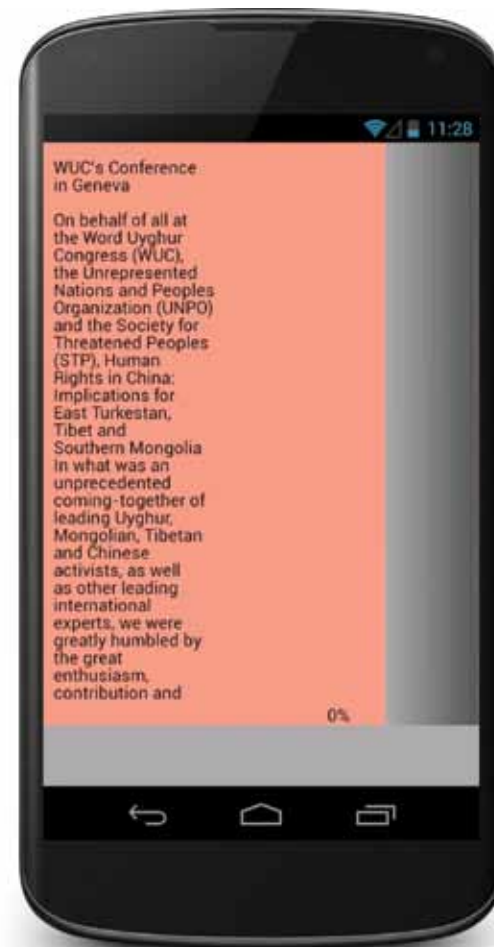 11:28
WUC's Conference
in Geneva
On behalf of all at
the Word Uyghur
Congress (WUC),
the Unrepresented
Nations and Peoples
Organization (UNPO)
and the Society for
Threatened Peoples
(STP), Human
Rights in China:
Implications for
East Turkestan,
Tibet and
Southern Mongolia
In what was an
unprecedented
coming-together of
leading Uyghur,
Mongolian, Tibetan
and Chinese
activists, as well
as other leading
international
experts, we were
greatly humbled by
the great
enthusiasm,
contribution and
0%